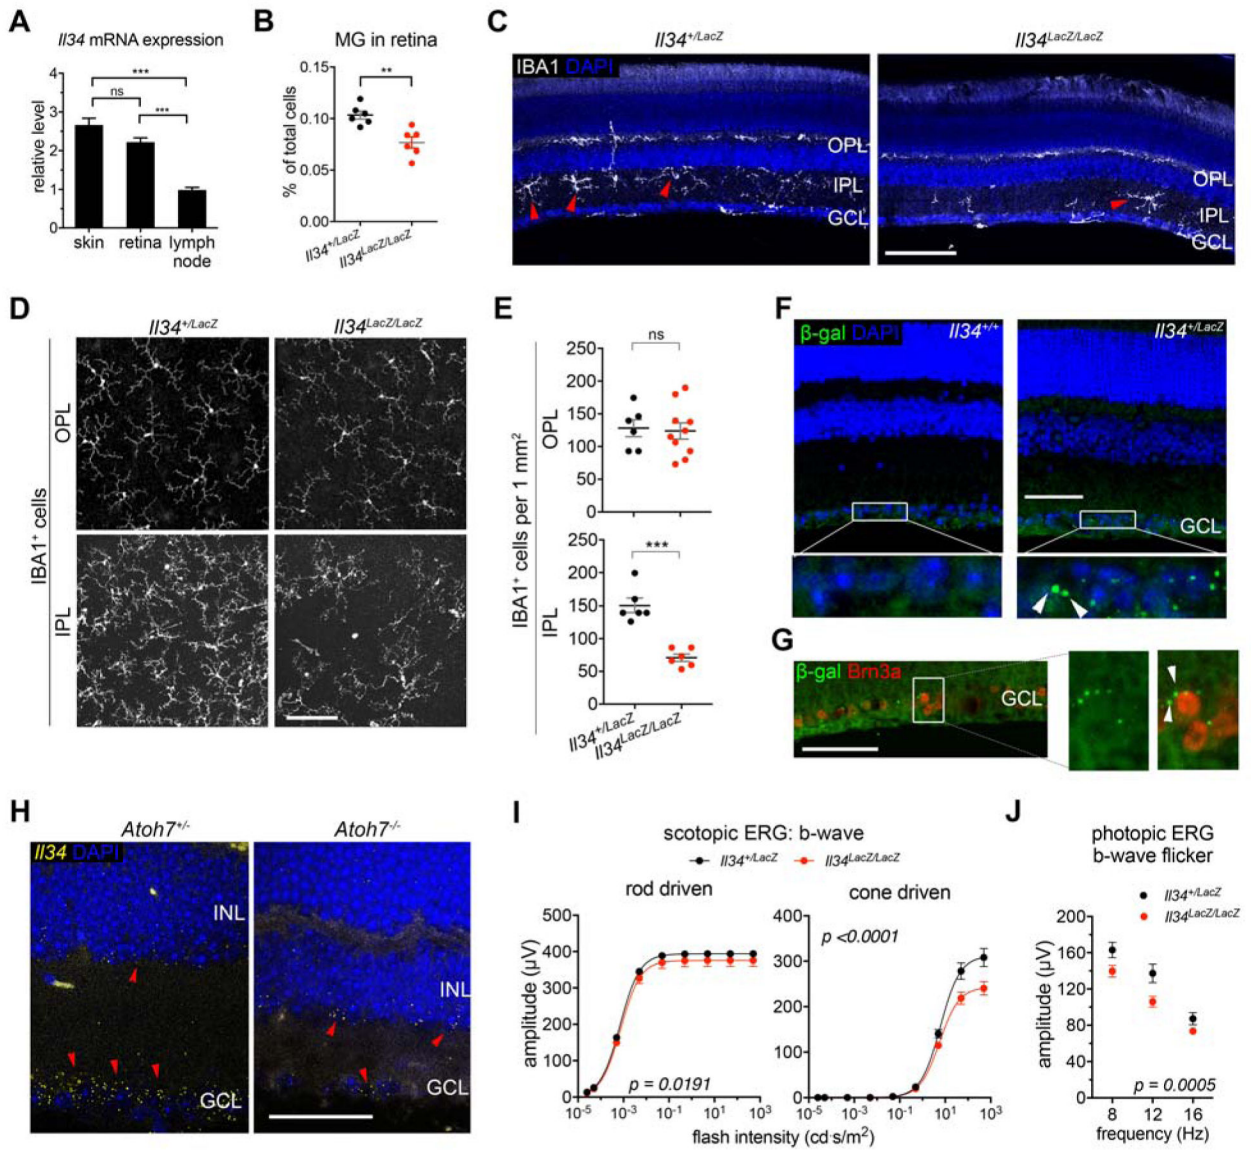 A
Il34 mRNA expression
relative level
4
3
2
1
0
***
ns
***
skin
retina
lymph
node
B
MG in retina
% of total cells
0.15
0.10
0.05
0.00
**
Il34+/LacZ
Il34LacZ/LacZ
C
Il34+/LacZ
Il34LacZ/LacZ
IBA1 DAPI
OPL
IPL
GCL
OPL
IPL
GCL
D
Il34+/LacZ
Il34LacZ/LacZ
IBA1+ cells
OPL
IPL
E
IBA1+ cells per 1 mm2
OPL
250
200
150
100
50
0
ns
IPL
250
200
150
100
50
0
***
Il34+/LacZ
Il34LacZ/LacZ
F
β-gal DAPI
Il34+/+
Il34+/LacZ
GCL
G
β-gal Brn3a
GCL
H
Atoh7+/-
Atoh7-/-
Il34 DAPI
INL
GCL
INL
GCL
I
scotopic ERG: b-wave
Il34+/LacZ
Il34LacZ/LacZ
rod driven
cone driven
amplitude (µV)
500
400
300
200
100
0
p = 0.0191
10-5
10-3
10-1
101
103
400
300
200
100
0
p <0.0001
10-5
10-3
10-1
101
103
flash intensity (cd·s/m2)
J
photopic ERG
b-wave flicker
Il34+/LacZ
Il34LacZ/LacZ
amplitude (µV)
200
160
120
80
40
0
p = 0.0005
8
12
16
frequency (Hz)